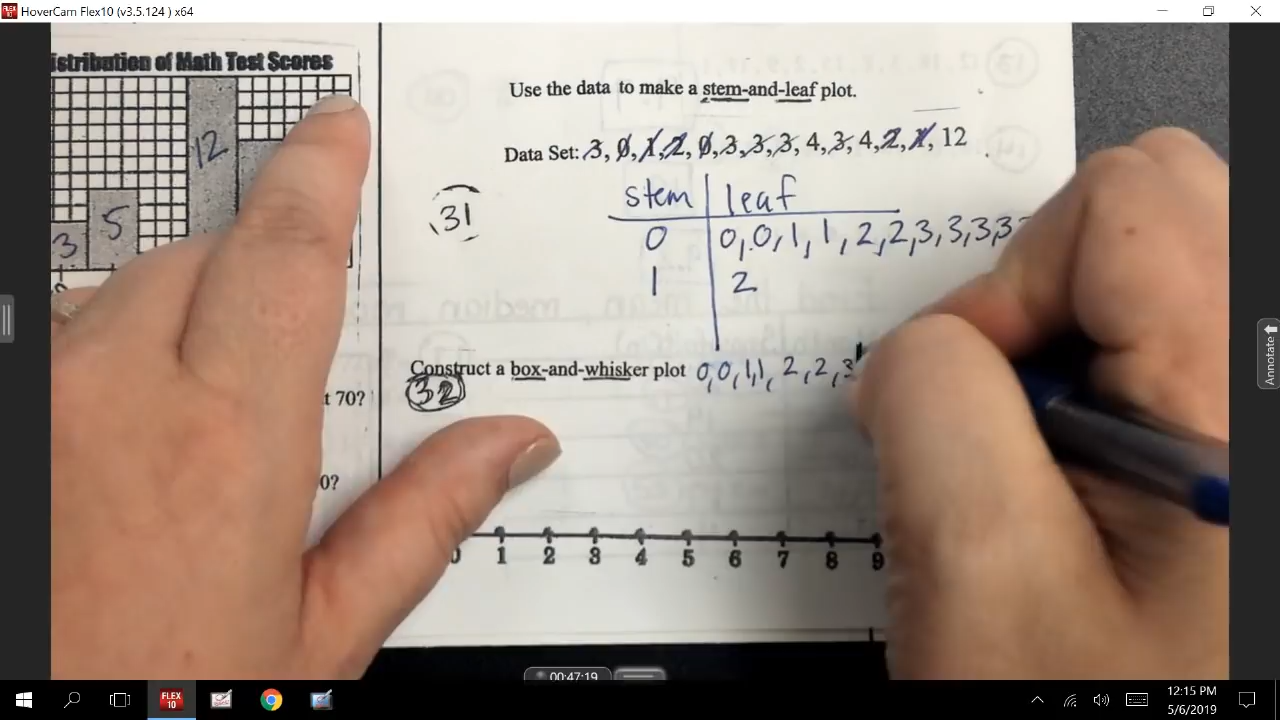 HoverCam Flex10 (v3.5.124 ) x64
istribution of Math Test Scores
12
5
3
t 70?
0?
Use the data to make a stem-and-leaf plot.
Data Set: 3, 0, 1, 2, 0, 3, 3, 3, 4, 3, 4, 2, 1, 12
31
stem leaf
0 0, 0, 1, 1, 2, 2, 3, 3, 3, 3
1 2
Construct a box-and-whisker plot 0, 0, 1, 1, 2, 2, 3
32
0 1 2 3 4 5 6 7 8 9
00:47:19
Annotate
FLEX 10
12:15 PM
5/6/2019